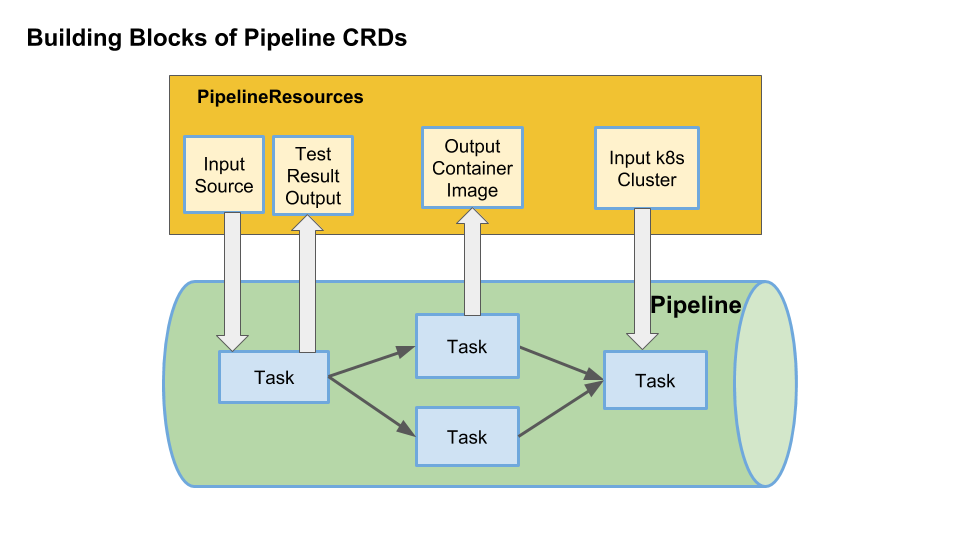 Building Blocks of Pipeline CRDs
PipelineResources
Input
Source
Test
Result
Output
Output
Container
Image
Input k8s
Cluster
Pipeline
Task
Task
Task
Task